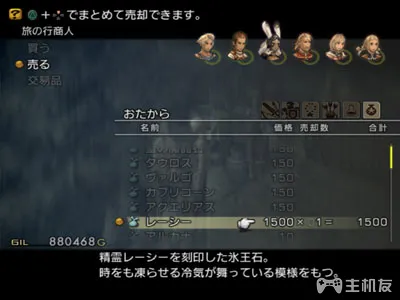 +でまとめて売却できます。
旅の行商人
買う
売る
交易品
おたから
名前 価格 売却数 合計
タウロス 150
ヴァルゴ 150
カプリコーン 150
アクエリアス 150
レーシー 1500× 1= 1500
アルカナ
GIL 880468G
精霊レーシーを刻印した氷王石。
時をも凍らせる冷気が舞っている模様をもつ。
主机友